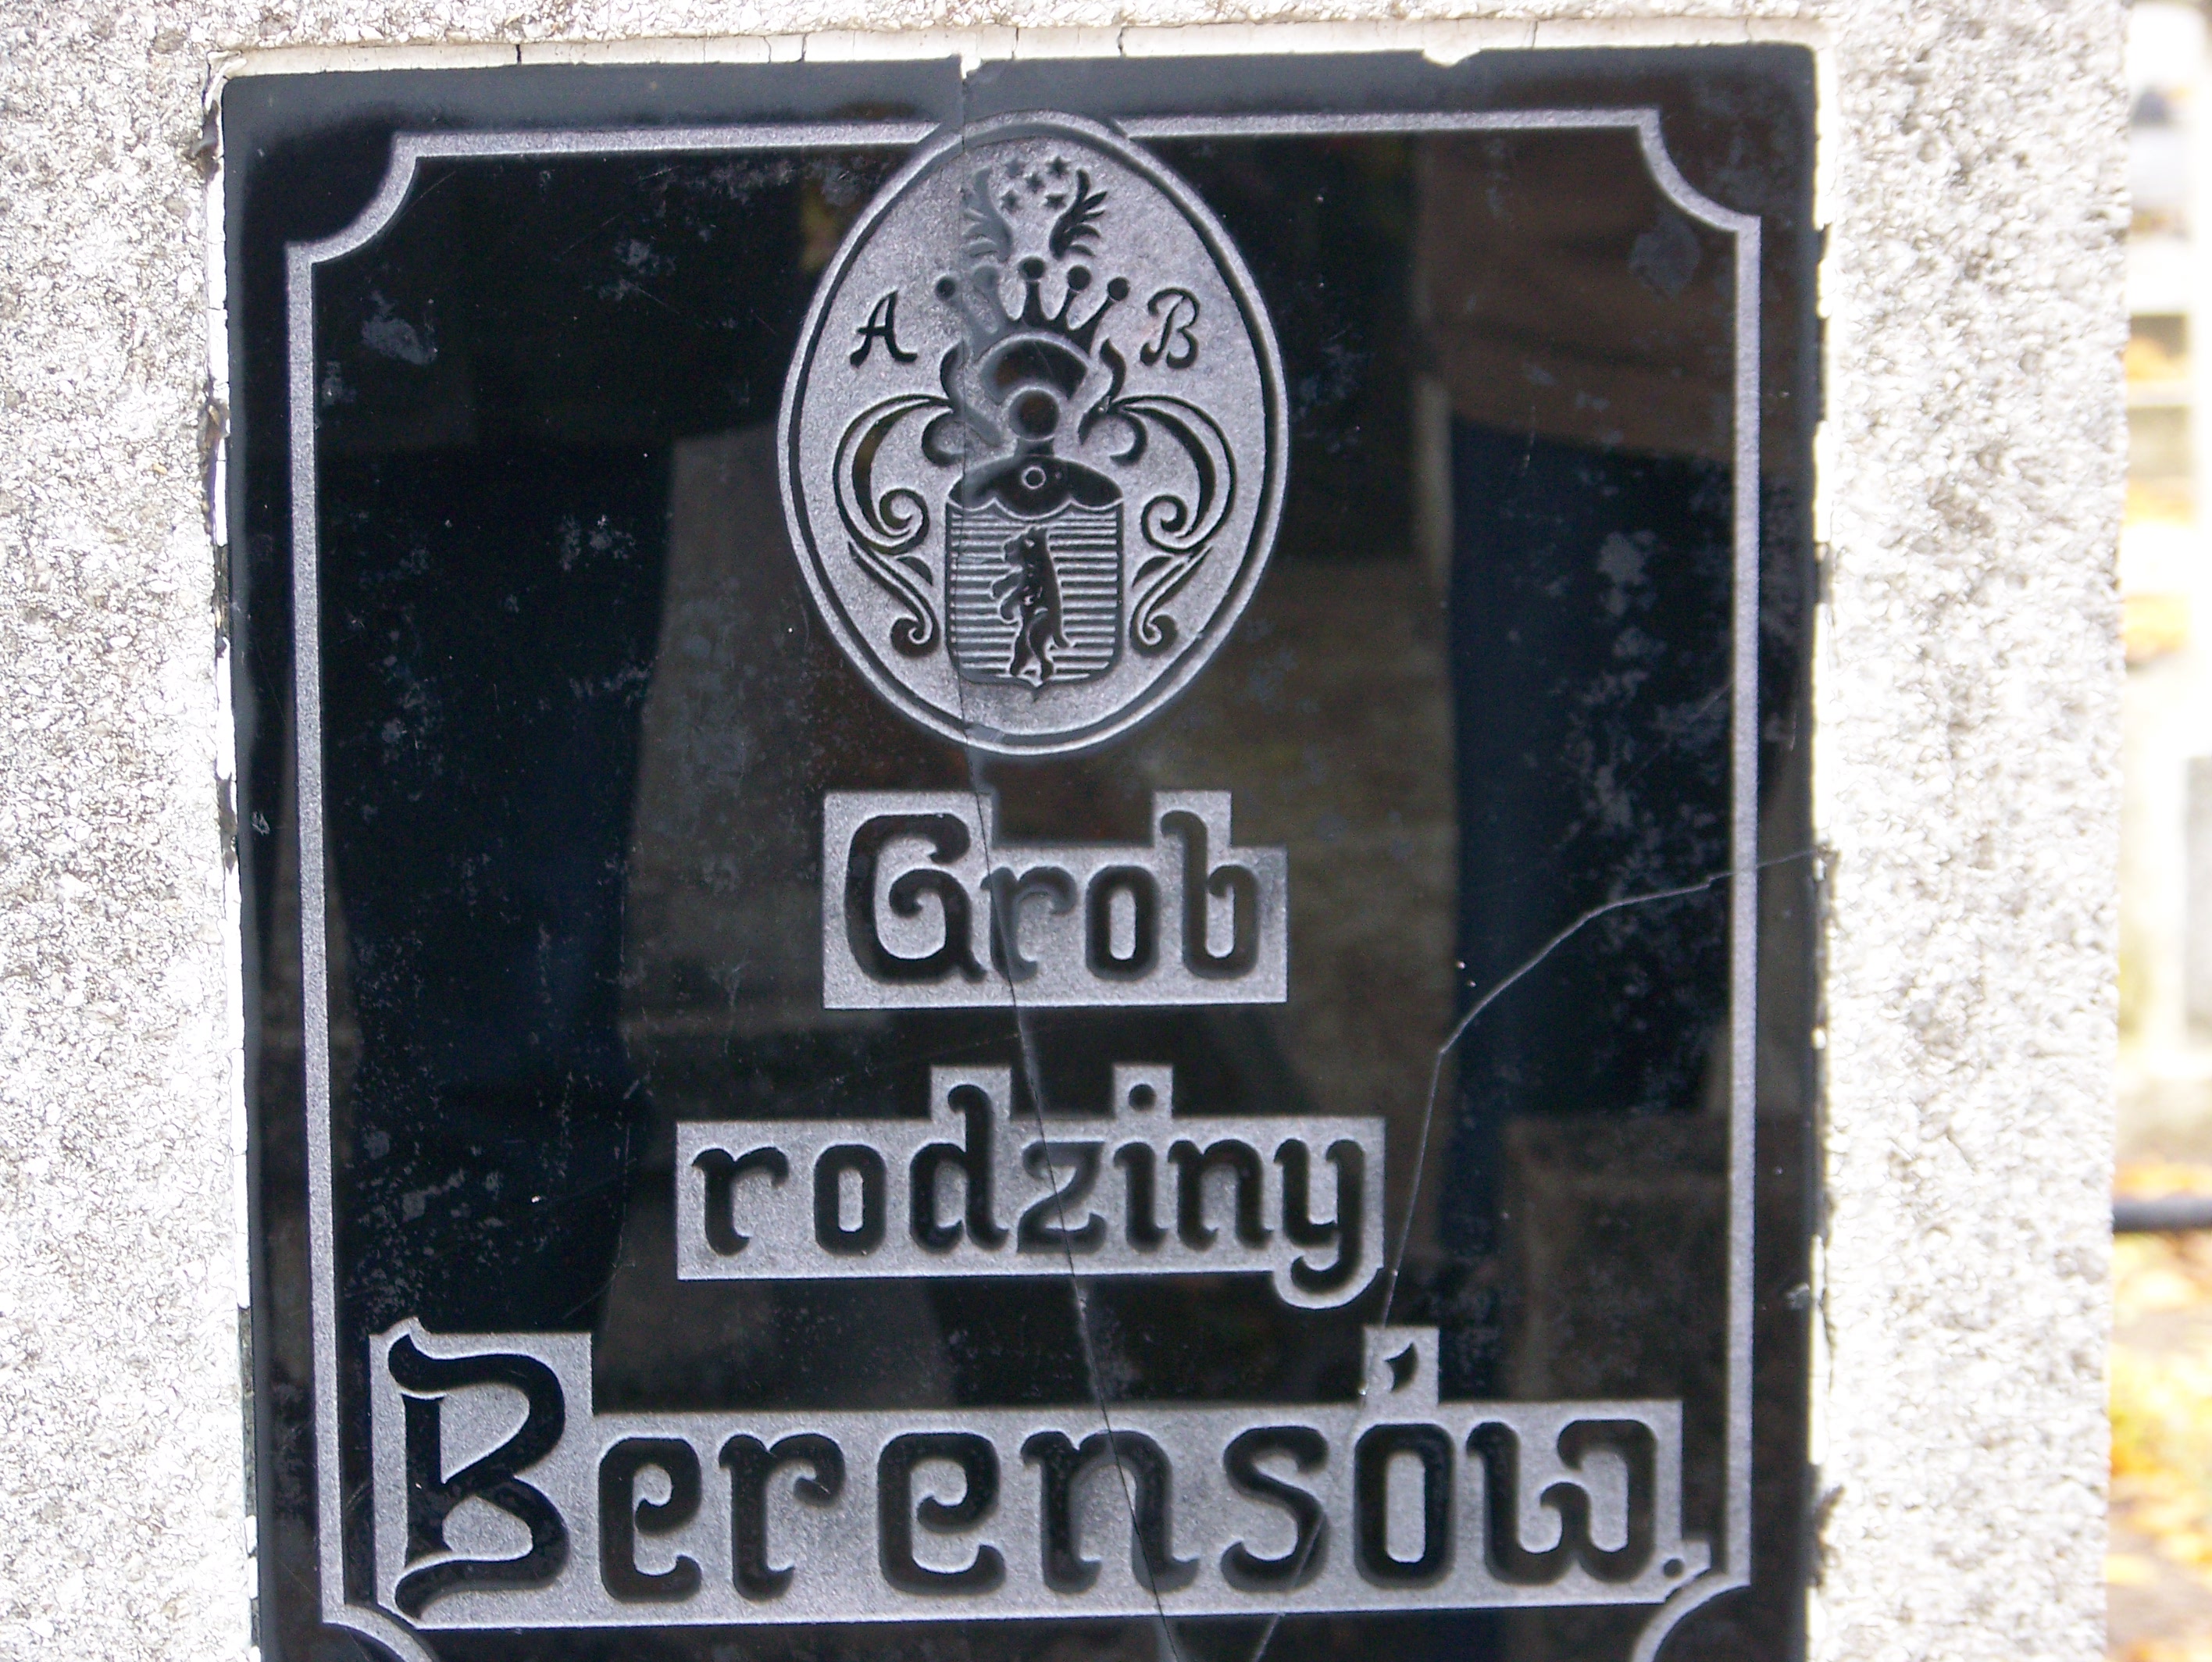 A B
Grob
rodziny
Berensów.